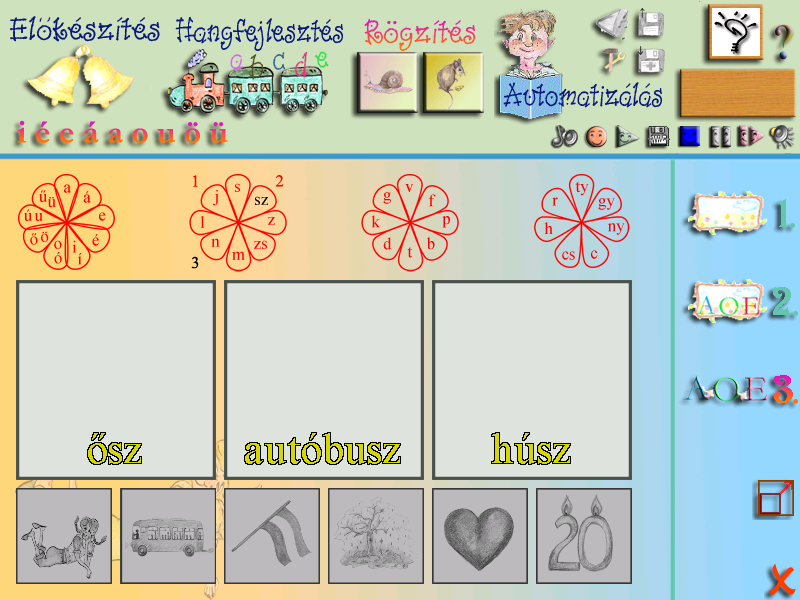 Előkészítés Hangfejlesztés Rögzítés
a b c d e
Automatizálás
i é e á a o u ö ü
Jo
?
a á e é í i ó o ö ő u ú ü ű
1 2 3
s sz z zs m n l j
v f p b t d k g
ty gy ny c cs h r
1.
AOE 2.
AOE 3.
ősz autóbusz húsz
20